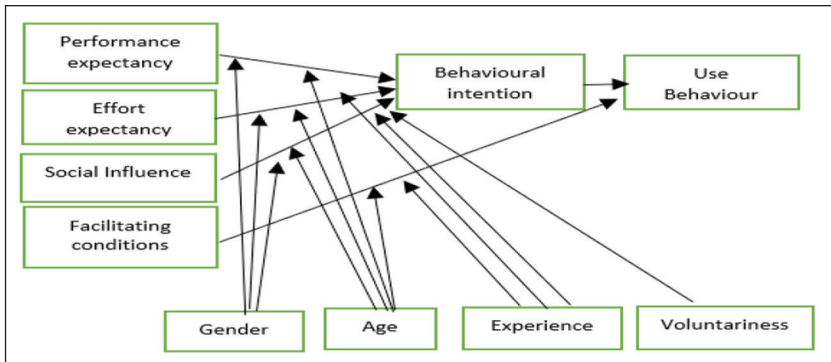 Performance
expectancy
Behavioural
intention
Use
Behaviour
Effort
expectancy
Social Influence
Facilitating
conditions
Gender
Age
Experience
Voluntariness